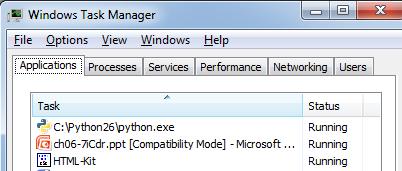 Windows Task Manager
File Options View Windows Help
Applications Processes Services Performance Networking Users
Task Status
C:\Python26\python.exe Running
ch06-7iCdr.ppt [Compatibility Mode] - Microsoft ... Running
HTML-Kit Running